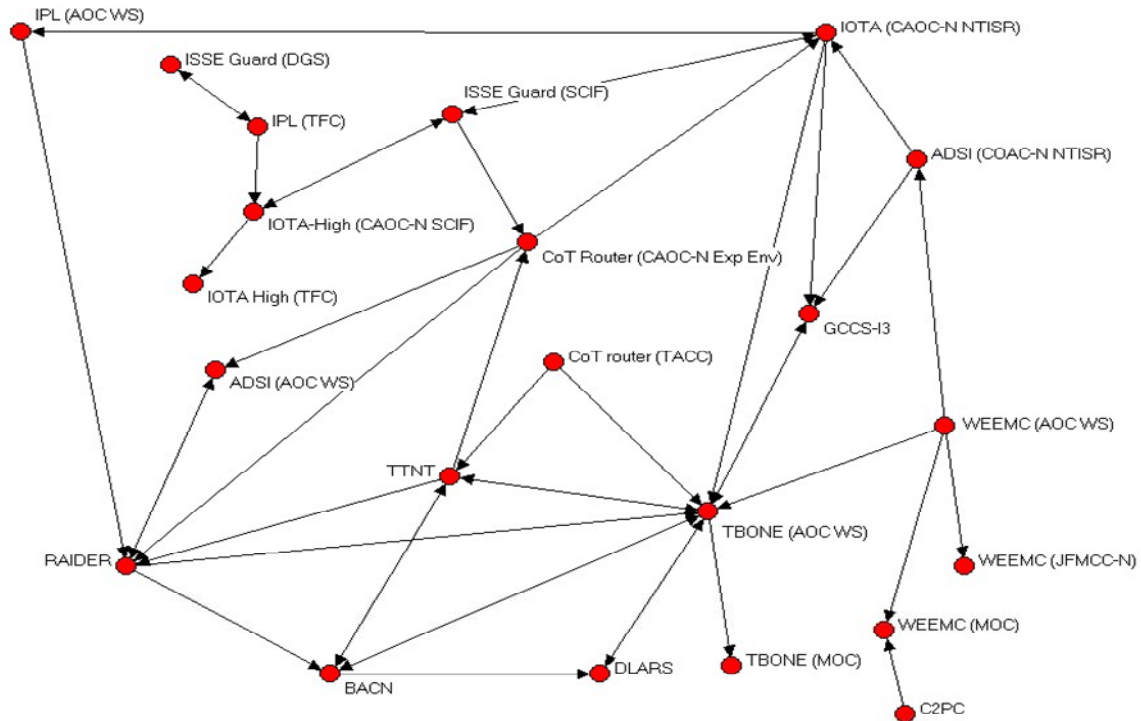 IPL (AOC WS)
IOTA (CAOC-N NTISR)
ISSE Guard (DGS)
ISSE Guard (SCIF)
IPL (TFC)
ADSI (COAC-N NTISR)
IOTA-High (CAOC-N SCIF)
CoT Router (CAOC-N Exp Env)
IOTA High (TFC)
GCCS-I3
CoT router (TACC)
ADSI (AOC WS)
WEEMC (AOC WS)
TTNT
TBONE (AOC WS)
RAIDER
WEEMC (JFMCC-N)
WEEMC (MOC)
TBONE (MOC)
DLARS
BACN
C2PC